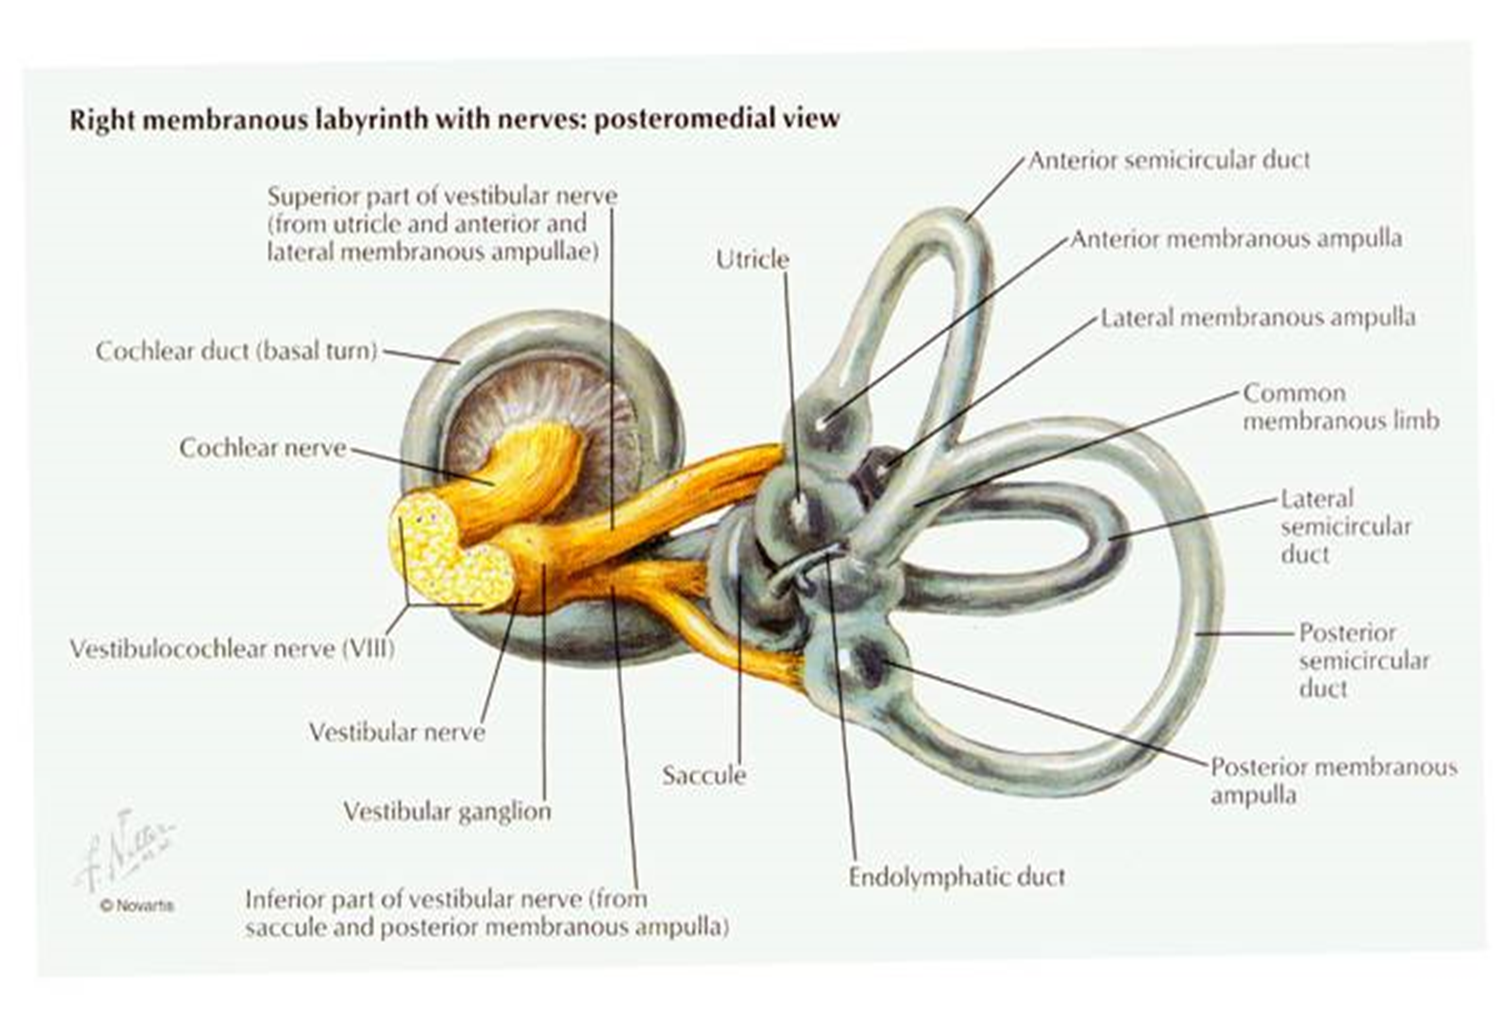 Right membranous labyrinth with nerves: posteromedial view
Superior part of vestibular nerve
(from utricle and anterior and
lateral membranous ampullae)
Utricle
Anterior semicircular duct
Anterior membranous ampulla
Lateral membranous ampulla
Common
membranous limb
Lateral
semicircular
duct
Posterior
semicircular
duct
Posterior membranous
ampulla
Cochlear duct (basal turn)
Cochlear nerve
Vestibulocochlear nerve (VIII)
Vestibular nerve
Vestibular ganglion
Saccule
Endolymphatic duct
Inferior part of vestibular nerve (from
saccule and posterior membranous ampulla)
F. Netter
© Novartis